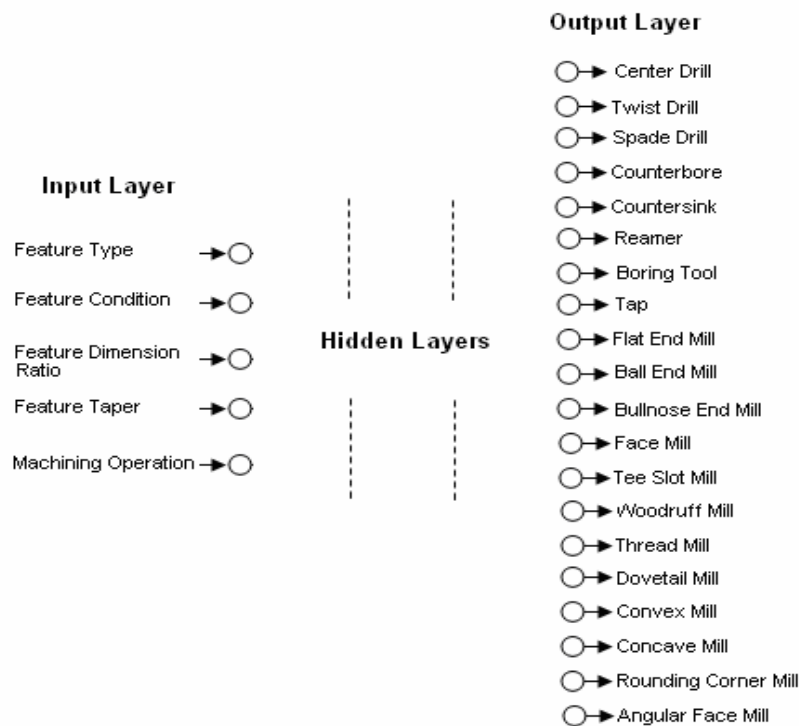 Input Layer
Feature Type
Feature Condition
Feature Dimension
Ratio
Feature Taper
Machining Operation
Hidden Layers
Output Layer
Center Drill
Twist Drill
Spade Drill
Counterbore
Countersink
Reamer
Boring Tool
Tap
Flat End Mill
Ball End Mill
Bullnose End Mill
Face Mill
Tee Slot Mill
Woodruff Mill
Thread Mill
Dovetail Mill
Convex Mill
Concave Mill
Rounding Corner Mill
Angular Face Mill